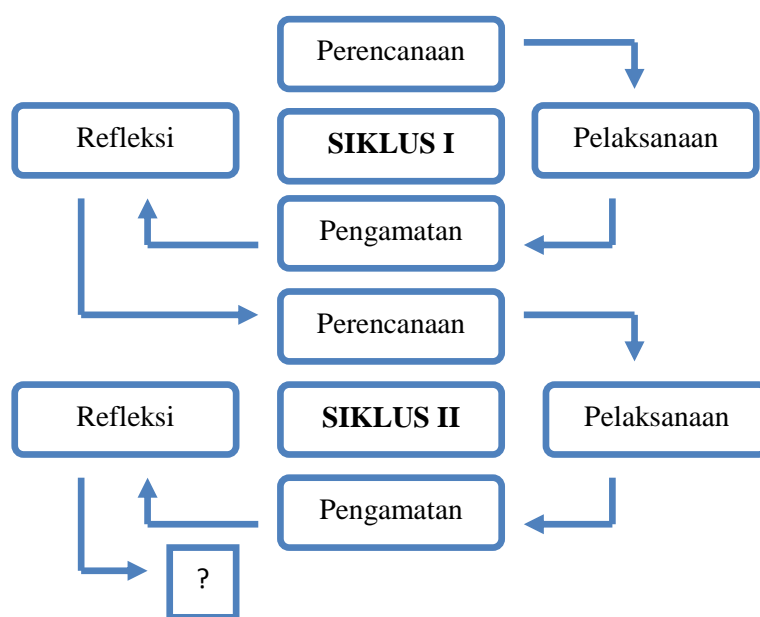 Perencanaan
Refleksi
SIKLUS I
Pelaksanaan
Pengamatan
Perencanaan
Refleksi
SIKLUS II
Pelaksanaan
Pengamatan
?